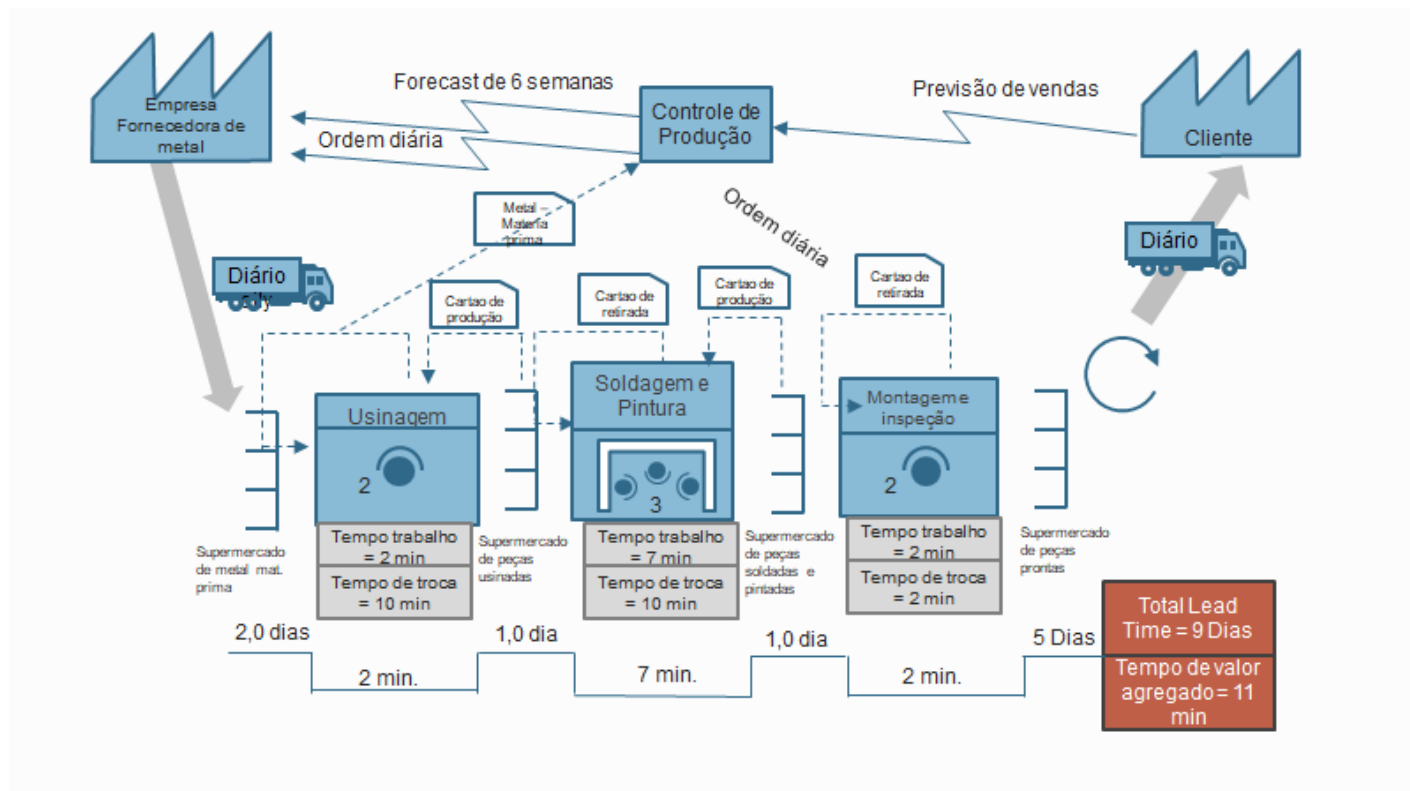 Forecast de 6 semanas
Previsão de vendas
Empresa
Fornecedora de
metal
Controle de
Produção
Cliente
Ordem diária
Metal –
Materia
prima
Ordem diária
Diário
Diário
Cartao de
produção
Cartao de
retirada
Cartao de
produção
Cartao de
retirada
Usinagem
2
Soldagem e
Pintura
3
Montagem e
inspeção
2
Supermercado
de metal mat.
prima
Tempo trabalho
= 2 min
Tempo de troca
= 10 min
Supermercado
de peças
usinadas
Tempo trabalho
= 7 min
Tempo de troca
= 10 min
Supermercado
de peças
soldadas e
pintadas
Tempo trabalho
= 2 min
Tempo de troca
= 2 min
Supermercado
de peças
prontas
2,0 dias
2 min.
1,0 dia
7 min.
1,0 dia
2 min.
5 Dias
Total Lead
Time = 9 Dias
Tempo de valor
agregado = 11
min